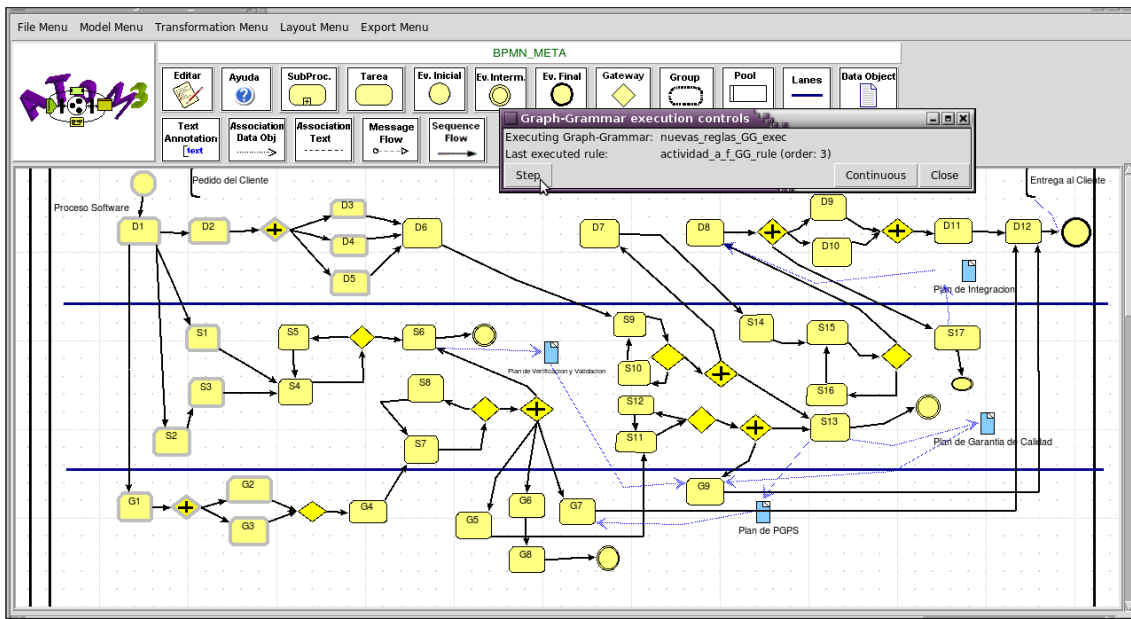 File Menu Model Menu Transformation Menu Layout Menu Export Menu
BPMN_META
AToM3
Editar Ayuda SubProc. Tarea Ev. Inicial Ev. Interm. Ev. Final Gateway Group Pool Lanes Data Object
Text Annotation Association Data Obj Association Text Message Flow Sequence Flow
text
Graph-Grammar execution controls
Executing Graph-Grammar: nuevas_reglas_GG_exec
Last executed rule: actividad_a_f_GG_rule (order: 3)
Step Continuous Close
Pedido del Cliente
Entrega al Cliente
Proceso Software
D1 D2 D3 D4 D5 D6 D7 D8 D9 D10 D11 D12
Plan de Integracion
S1 S2 S3 S4 S5 S6 S7 S8 S9 S10 S11 S12 S13 S14 S15 S16 S17
Plan de Verificacion y Validacion
Plan de Garantia de Calidad
G1 G2 G3 G4 G5 G6 G7 G8 G9
Plan de PGPS